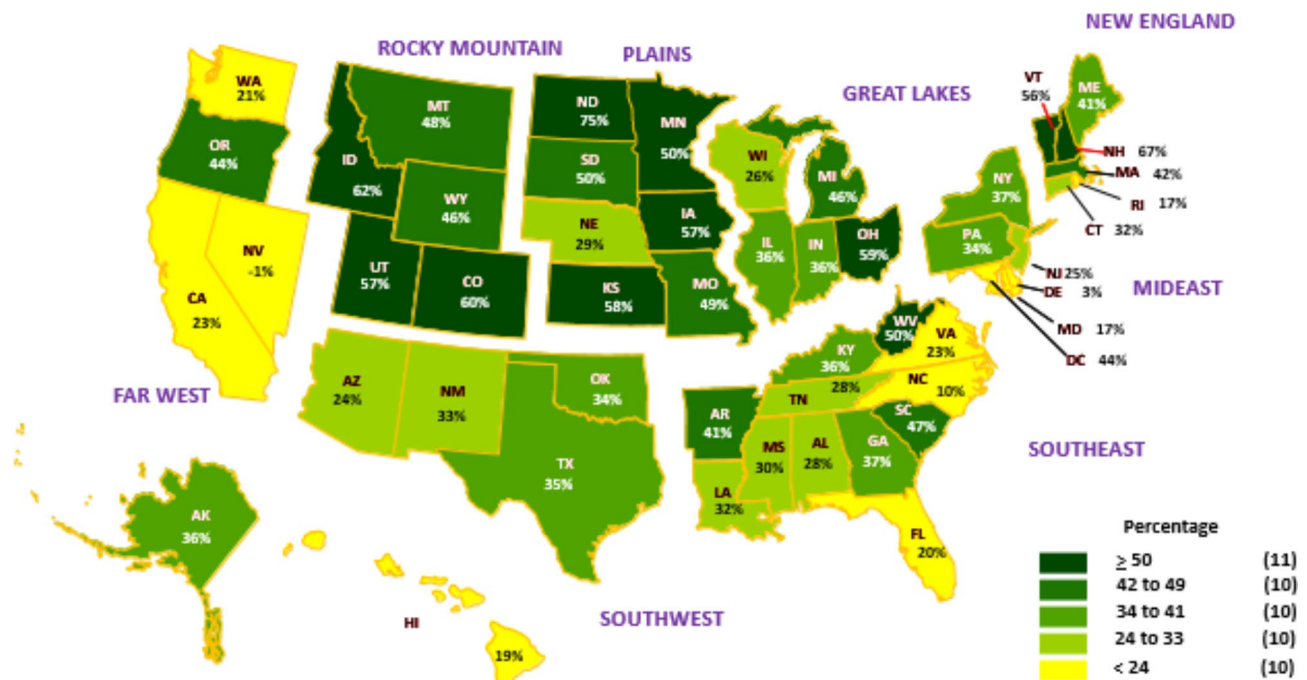 NEW ENGLAND
ROCKY MOUNTAIN
PLAINS
GREAT LAKES
WA
21%
OR
44%
CA
23%
NV
-1%
FAR WEST
AK
36%
HI
19%
MT
48%
ID
62%
WY
46%
UT
57%
CO
60%
AZ
24%
NM
33%
OK
34%
TX
35%
SOUTHWEST
ND
75%
SD
50%
NE
29%
KS
58%
MN
50%
IA
57%
MO
49%
WI
26%
MI
46%
IL
36%
IN
36%
OH
59%
VT
56%
ME
41%
NH 67%
MA 42%
RI 17%
CT 32%
NY
37%
PA
34%
NJ 25%
DE 3%
MIDEAST
MD 17%
DC 44%
WV
50%
VA
23%
KY
36%
TN
28%
NC
10%
SC
47%
AR
41%
LA
32%
MS
30%
AL
28%
GA
37%
FL
20%
SOUTHEAST
Percentage
≥ 50 (11)
42 to 49 (10)
34 to 41 (10)
24 to 33 (10)
< 24 (10)